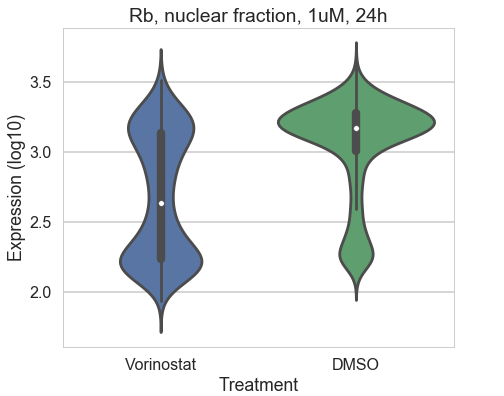 Rb, nuclear fraction, 1uM, 24h
Expression (log10)
3.5
3.0
2.5
2.0
Vorinostat
DMSO
Treatment